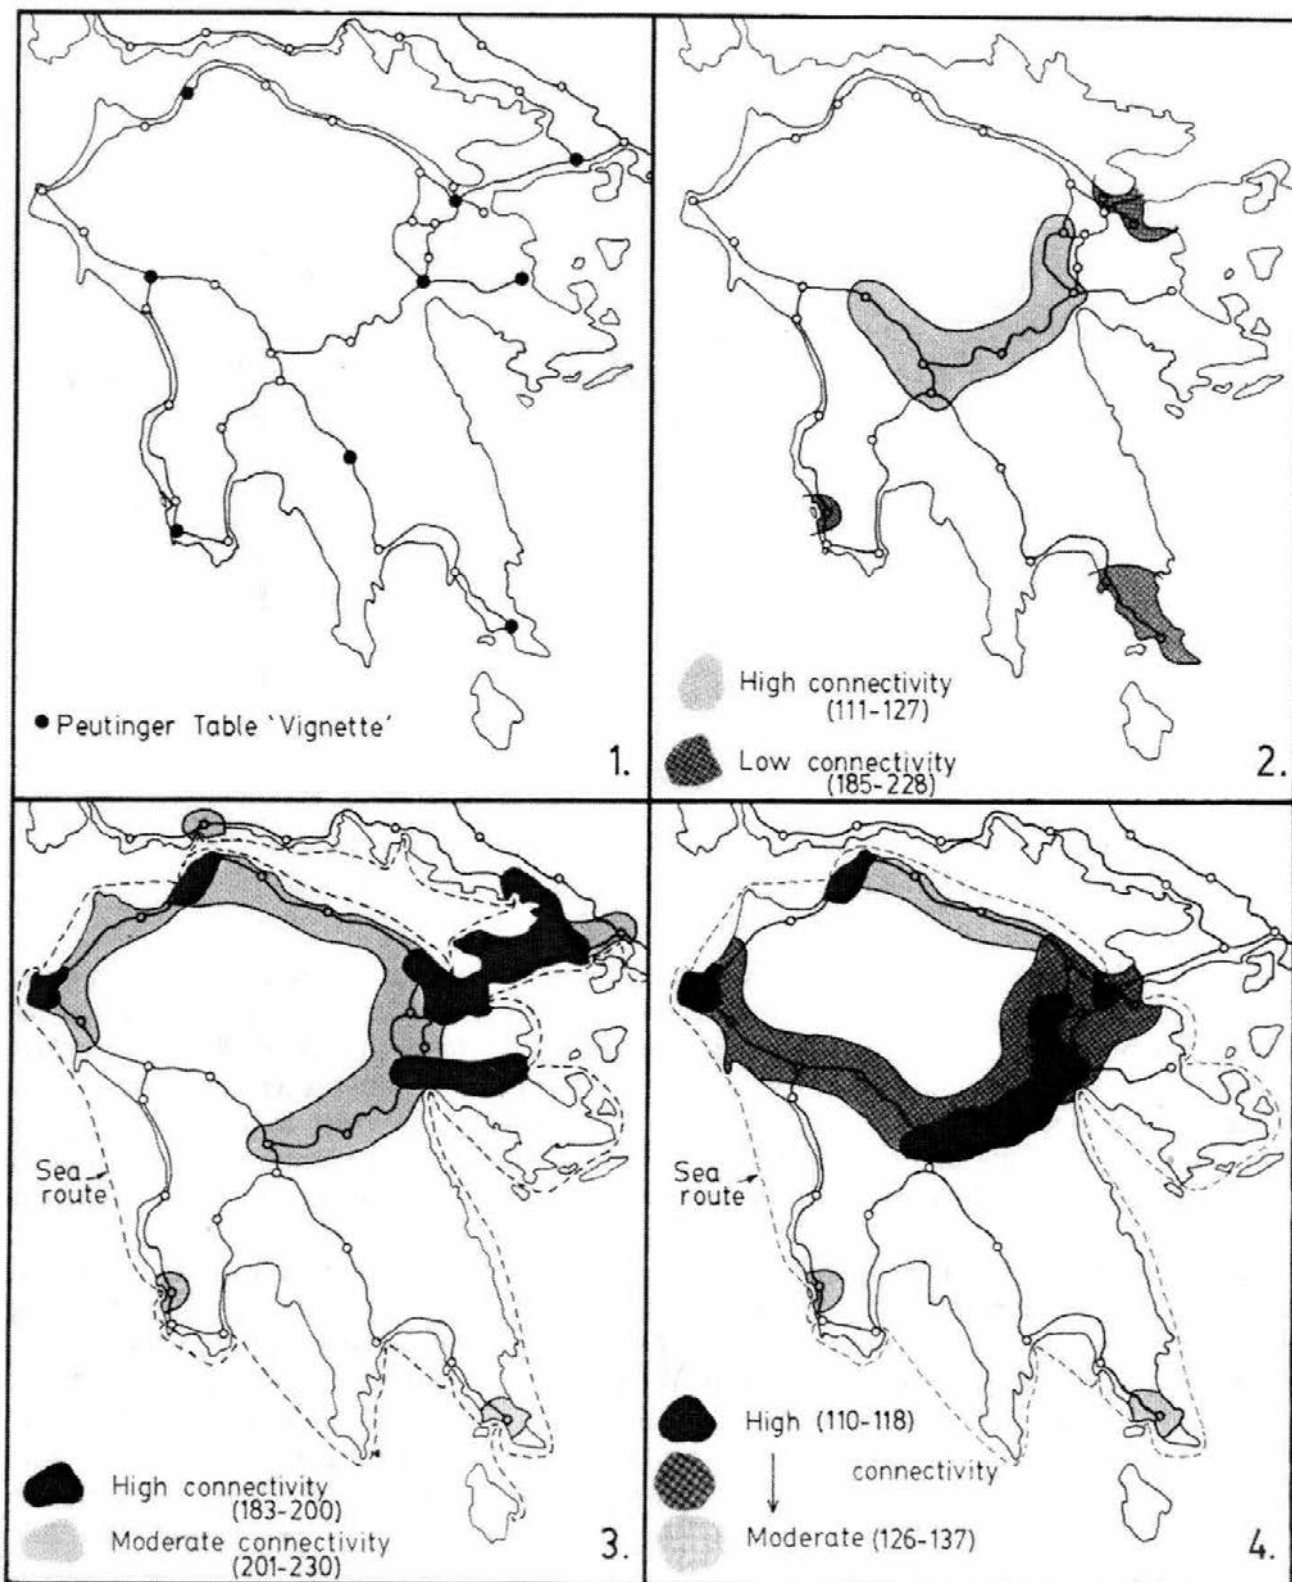 ● Peutinger Table 'Vignette'
1.
High connectivity
(111-127)
Low connectivity
(185-228)
2.
Sea
route
High connectivity
(183-200)
Moderate connectivity
(201-230)
3.
Sea
route
High (110-118)
connectivity
Moderate (126-137)
4.